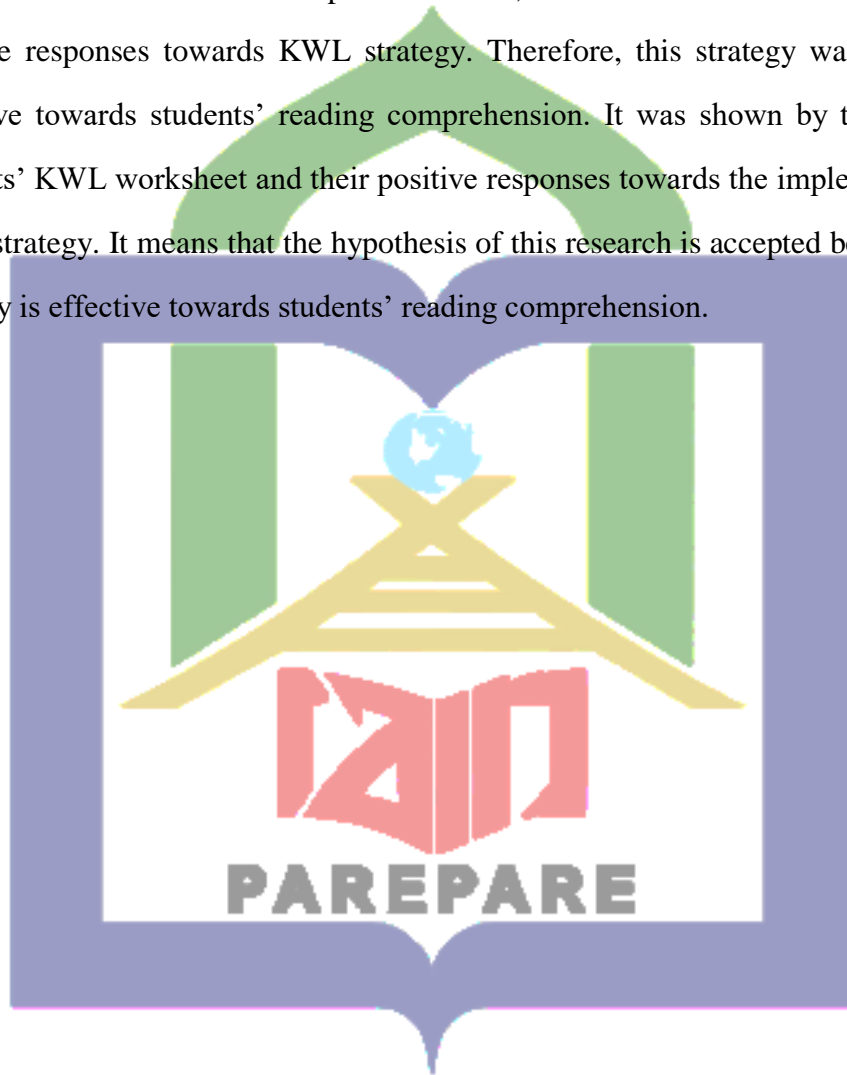 e responses towards KWL strategy. Therefore, this strategy wa
ve towards students’ reading comprehension. It was shown by t
ts’ KWL worksheet and their positive responses towards the imple
strategy. It means that the hypothesis of this research is accepted b
y is effective towards students’ reading comprehension.
iain
PAREPARE